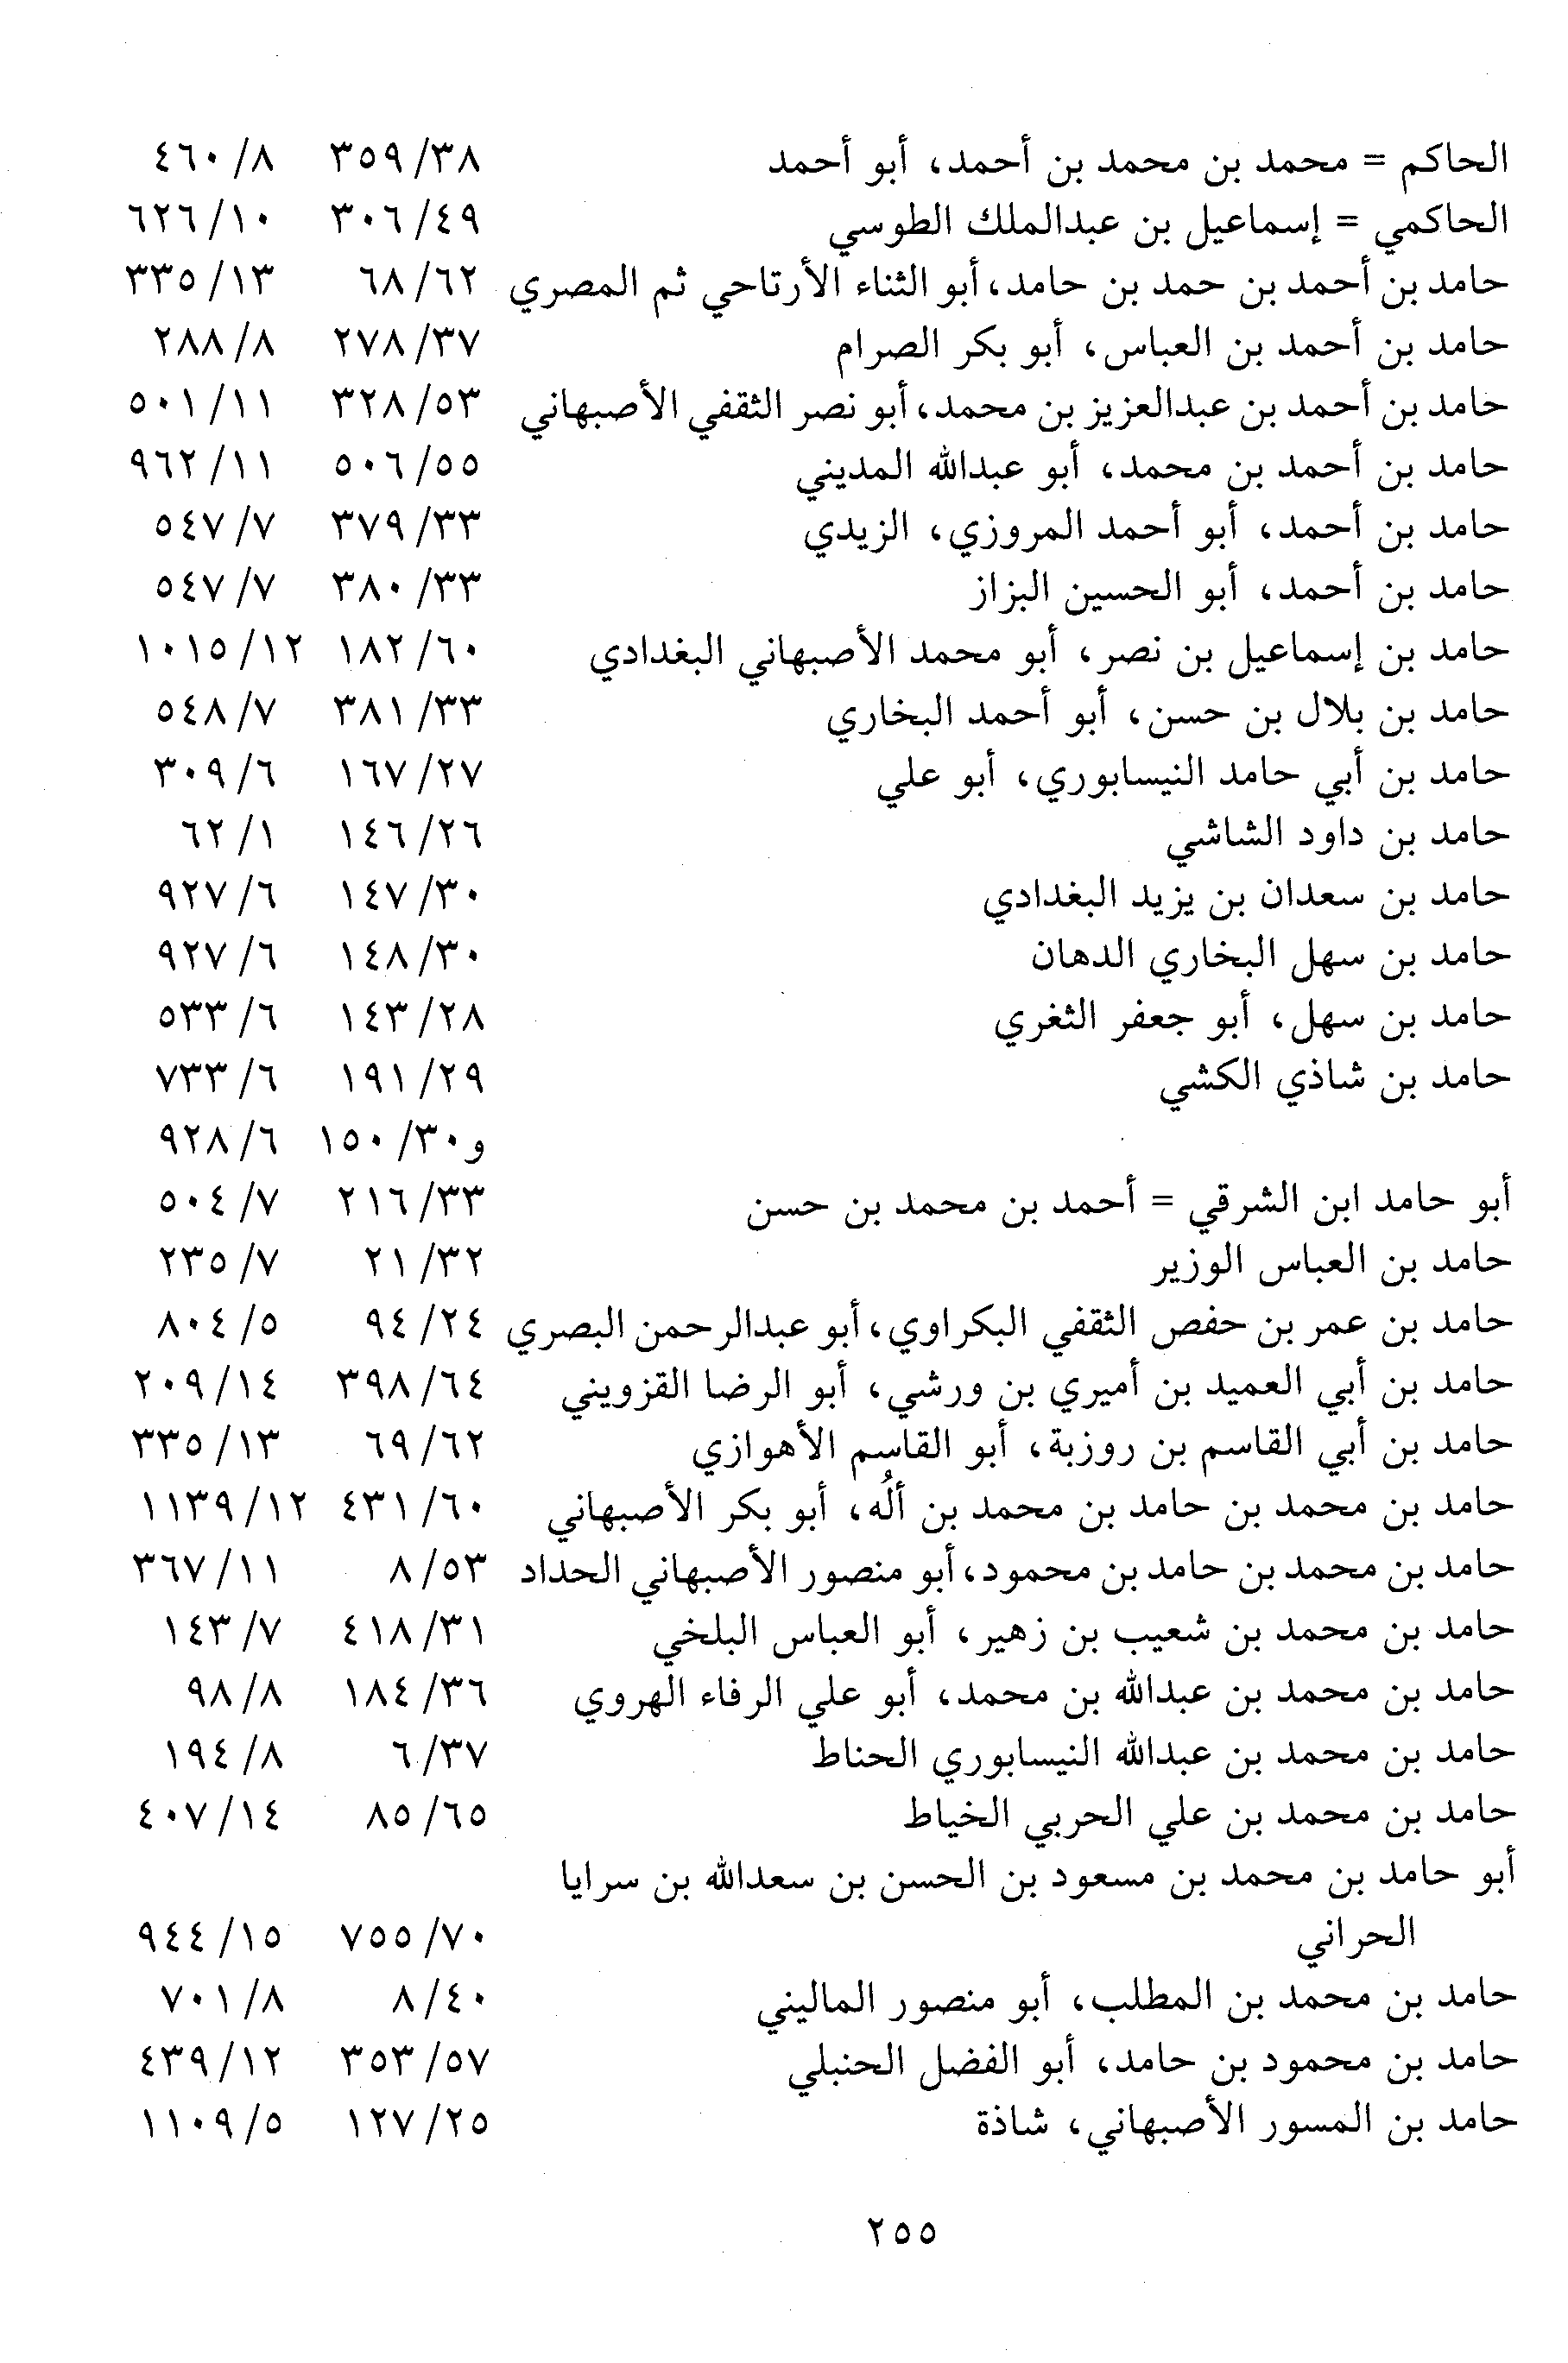 الحاكم = محمد بن محمد بن أحمد، أبو أحمد ٣٥٩/٣٨ ٤٦٠/٨
الحاكمي = إسماعيل بن عبدالملك الطوسي ٣٠٦/٤٩ ٦٢٦/١٠
حامد بن أحمد بن حمد بن حامد، أبو الثناء الأرتاحي ثم المصري ٦٨/٦٢ ٣٣٥/١٣
حامد بن أحمد بن العباس، أبو بكر الصرام ٢٧٨/٣٧ ٢٨٨/٨
حامد بن أحمد بن عبدالعزيز بن محمد، أبو نصر الثقفي الأصبهاني ٣٢٨/٥٣ ٥٠١/١١
حامد بن أحمد بن محمد، أبو عبدالله المديني ٥٠٦/٥٥ ٩٦٢/١١
حامد بن أحمد، أبو أحمد المروزي، الزيدي ٣٧٩/٣٣ ٥٤٧/٧
حامد بن أحمد، أبو الحسين البزاز ٣٨٠/٣٣ ٥٤٧/٧
حامد بن إسماعيل بن نصر، أبو محمد الأصبهاني البغدادي ١٨٢/٦٠ ١٠١٥/١٢
حامد بن بلال بن حسن، أبو أحمد البخاري ٣٨١/٣٣ ٥٤٨/٧
حامد بن أبي حامد النيسابوري، أبو علي ١٦٧/٢٧ ٣٠٩/٦
حامد بن داود الشاشي ١٤٦/٢٦ ٦٢/١
حامد بن سعدان بن يزيد البغدادي ١٤٧/٣٠ ٩٢٧/٦
حامد بن سهل البخاري الدهان ١٤٨/٣٠ ٩٢٧/٦
حامد بن سهل، أبو جعفر الثغري ١٤٣/٢٨ ٥٣٣/٦
حامد بن شاذي الكشي ١٩١/٢٩ ٧٣٣/٦
و١٥٠/٣٠ ٩٢٨/٦
أبو حامد ابن الشرقي = أحمد بن محمد بن حسن ٢١٦/٣٣ ٥٠٤/٧
حامد بن العباس الوزير ٢١/٣٢ ٢٣٥/٧
حامد بن عمر بن حفص الثقفي البكراوي، أبو عبدالرحمن البصري ٩٤/٢٤ ٨٠٤/٥
حامد بن أبي العميد بن أميري بن ورشي، أبو الرضا القزويني ٣٩٨/٦٤ ٢٠٩/١٤
حامد بن أبي القاسم بن روزبة، أبو القاسم الأهوازي ٦٩/٦٢ ٣٣٥/١٣
حامد بن محمد بن حامد بن محمد بن ألُه، أبو بكر الأصبهاني ٤٣١/٦٠ ١١٣٩/١٢
حامد بن محمد بن حامد بن محمود، أبو منصور الأصبهاني الحداد ٨/٥٣ ٣٦٧/١١
حامد بن محمد بن شعيب بن زهير، أبو العباس البلخي ٤١٨/٣١ ١٤٣/٧
حامد بن محمد بن عبدالله بن محمد، أبو علي الرفاء الهروي ١٨٤/٣٦ ٩٨/٨
حامد بن محمد بن عبدالله النيسابوري الحناط ٦/٣٧ ١٩٤/٨
حامد بن محمد بن علي الحربي الخياط ٨٥/٦٥ ٤٠٧/١٤
أبو حامد بن محمد بن مسعود بن الحسن بن سعدالله بن سرايا
الحراني ٧٥٥/٧٠ ٩٤٤/١٥
حامد بن محمد بن المطلب، أبو منصور الماليني ٨/٤٠ ٧٠١/٨
حامد بن محمود بن حامد، أبو الفضل الحنبلي ٣٥٣/٥٧ ٤٣٩/١٢
حامد بن المسور الأصبهاني، شاذة ١٢٧/٢٥ ١١٠٩/٥
٢٥٥